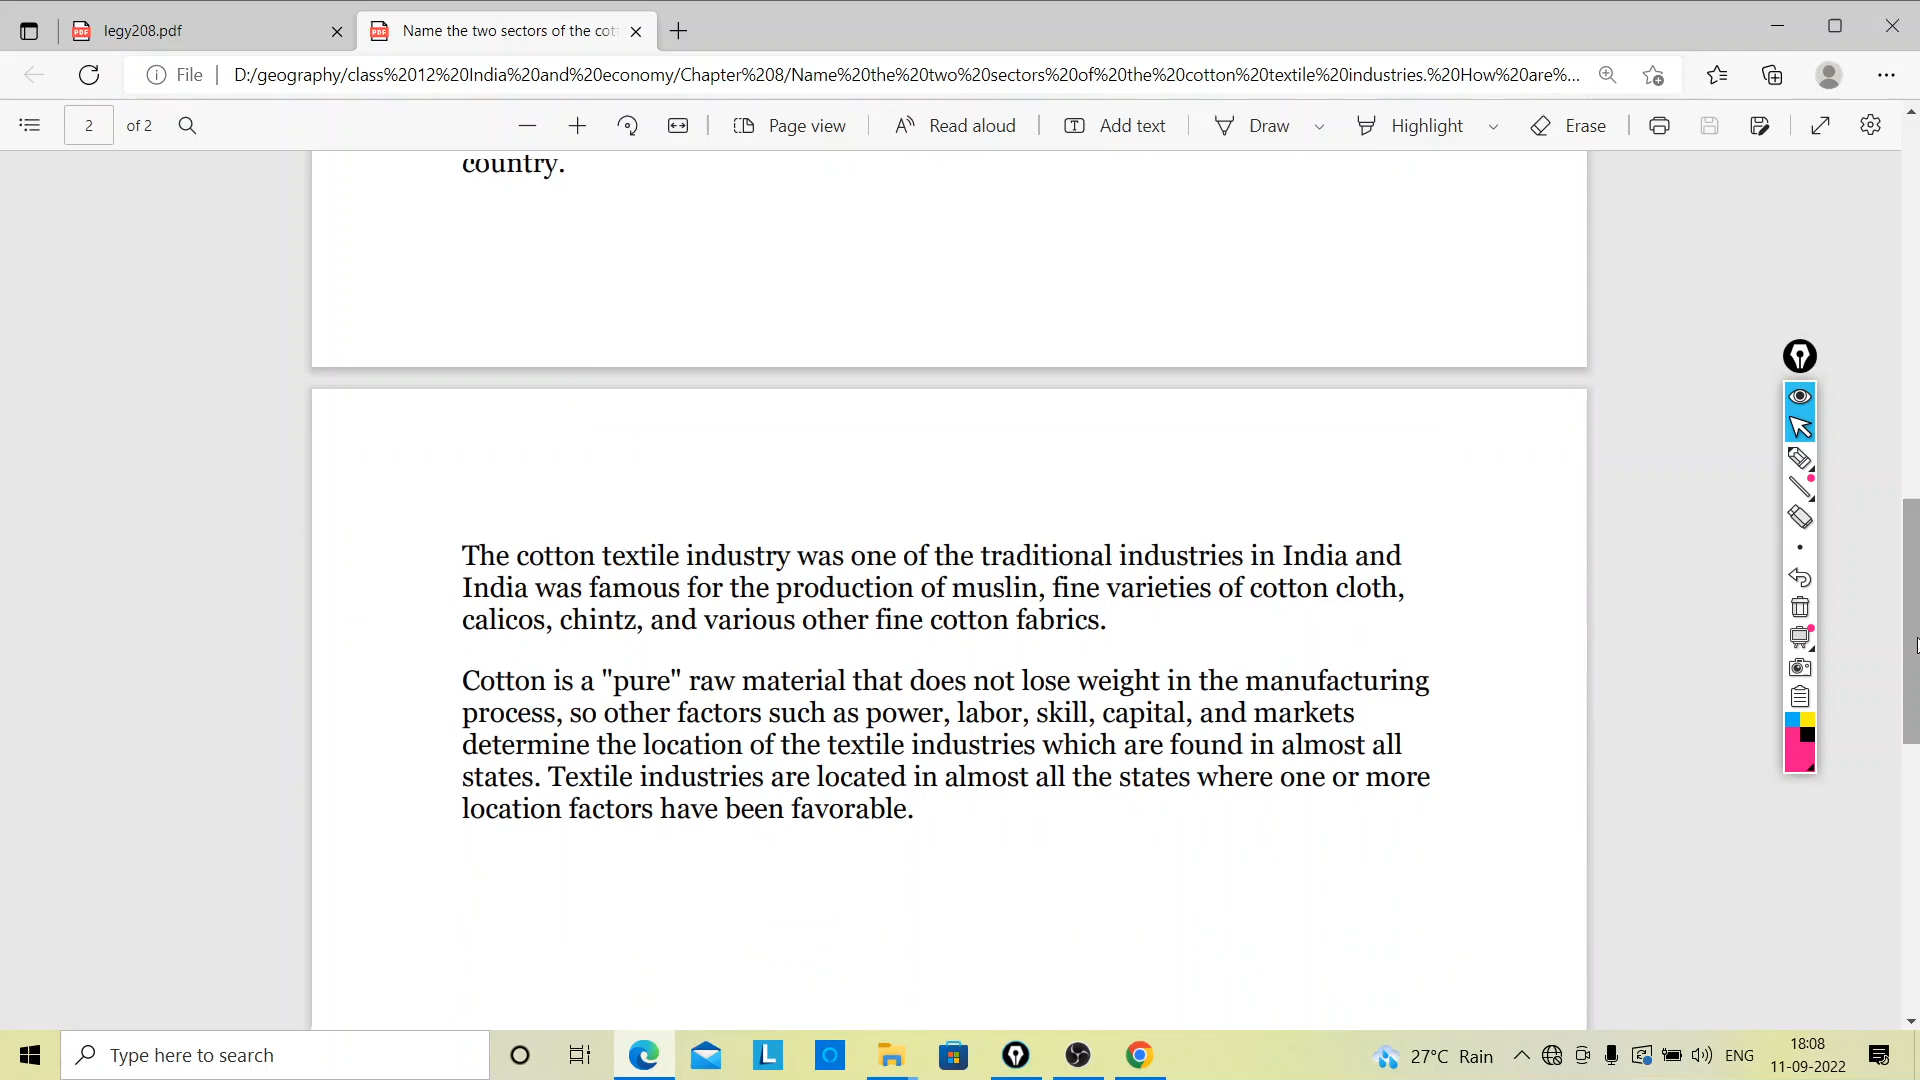 legy208.pdf
Name the two sectors of the cot
File
D:/geography/class%2012%20India%20and%20economy/Chapter%208/Name%20the%20two%20sectors%20of%20the%20cotton%20textile%20industries.%20How%20are%...
2 of 2
Page view
Read aloud
Add text
Draw
Highlight
Erase
country.
The cotton textile industry was one of the traditional industries in India and
India was famous for the production of muslin, fine varieties of cotton cloth,
calicos, chintz, and various other fine cotton fabrics.
Cotton is a "pure" raw material that does not lose weight in the manufacturing
process, so other factors such as power, labor, skill, capital, and markets
determine the location of the textile industries which are found in almost all
states. Textile industries are located in almost all the states where one or more
location factors have been favorable.
Type here to search
L
27°C Rain
ENG
18:08
11-09-2022